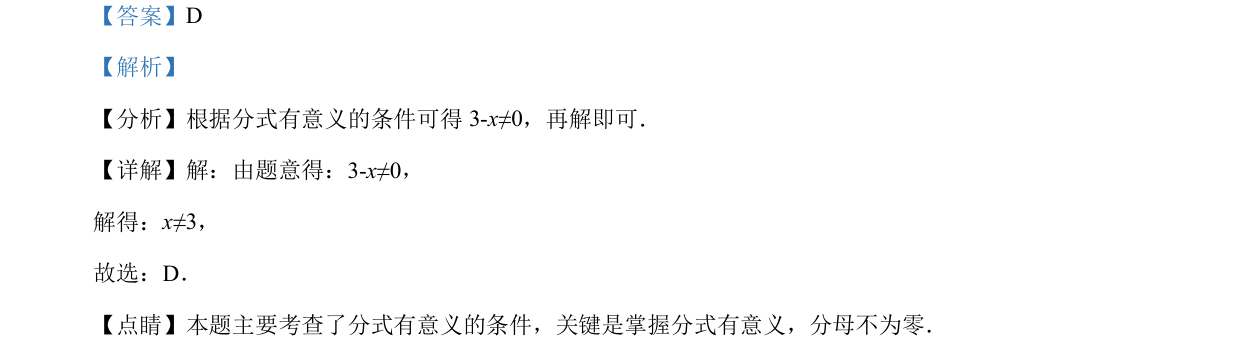 【答案】D
【解析】
【分析】根据分式有意义的条件可得 3-x≠0，再解即可．
【详解】解：由题意得：3-x≠0，
解得：x≠3，
故选：D．
【点睛】本题主要考查了分式有意义的条件，关键是掌握分式有意义，分母不为零．